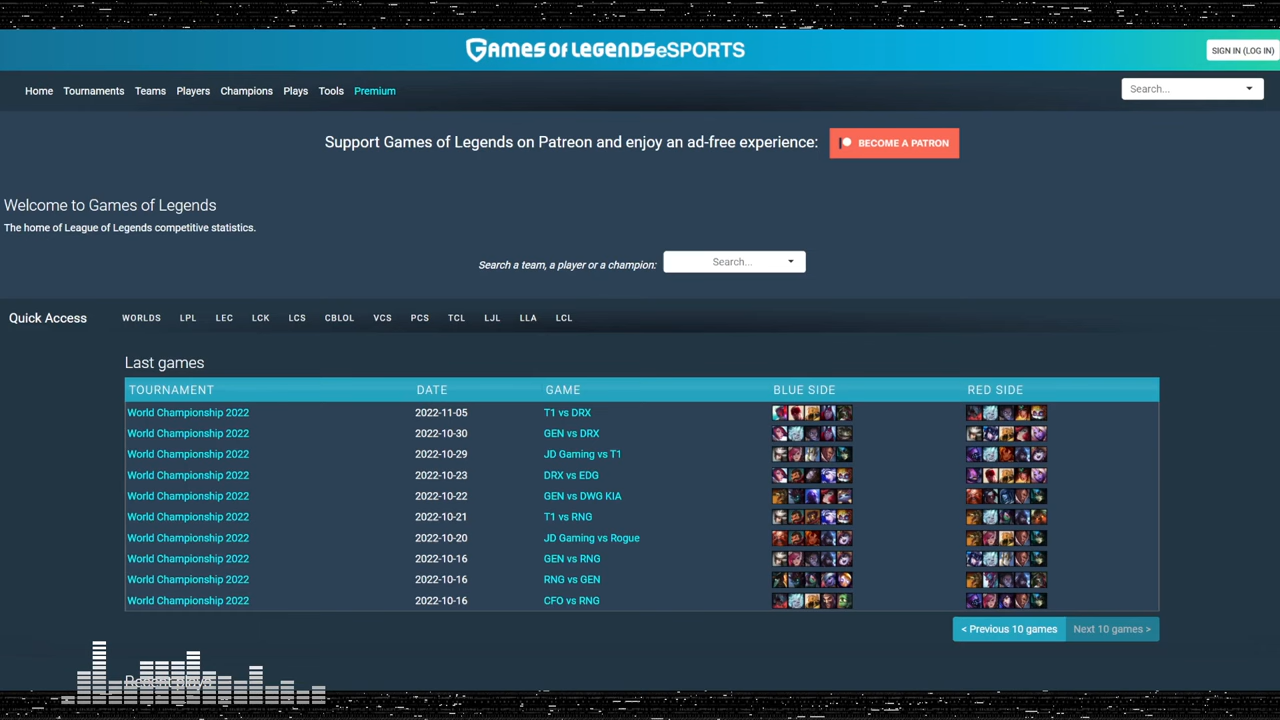 GAMES OF LEGENDS eSPORTS
SIGN IN (LOG IN)
Home Tournaments Teams Players Champions Plays Tools Premium
Search...
Support Games of Legends on Patreon and enjoy an ad-free experience: BECOME A PATRON
Welcome to Games of Legends
The home of League of Legends competitive statistics.
Search a team, a player or a champion: Search...
Quick Access WORLDS LPL LEC LCK LCS CBLOL VCS PCS TCL LJL LLA LCL
Last games
TOURNAMENT DATE GAME BLUE SIDE RED SIDE
World Championship 2022 2022-11-05 T1 vs DRX
World Championship 2022 2022-10-30 GEN vs DRX
World Championship 2022 2022-10-29 JD Gaming vs T1
World Championship 2022 2022-10-23 DRX vs EDG
World Championship 2022 2022-10-22 GEN vs DWG KIA
World Championship 2022 2022-10-21 T1 vs RNG
World Championship 2022 2022-10-20 JD Gaming vs Rogue
World Championship 2022 2022-10-16 GEN vs RNG
World Championship 2022 2022-10-16 RNG vs GEN
World Championship 2022 2022-10-16 CFO vs RNG
< Previous 10 games Next 10 games >
Recent plays